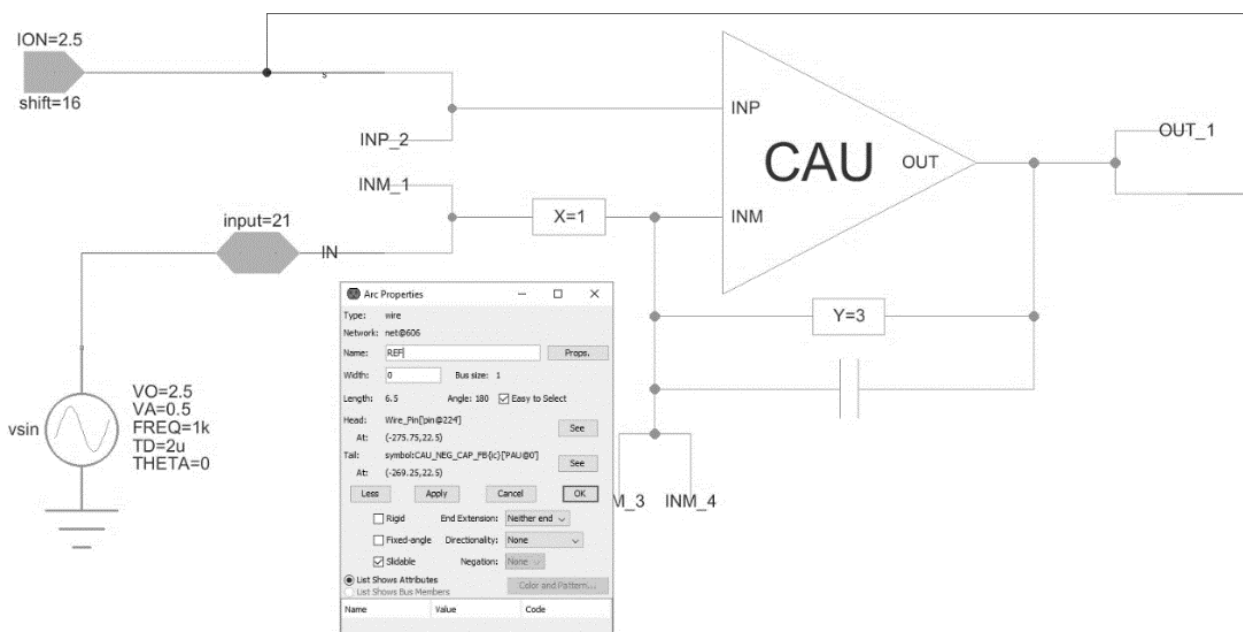 ION=2.5
shift=16
s
INP_2
INM_1
input=21
IN
X=1
INP
INM
CAU
OUT
OUT_1
Y=3
vsin
VO=2.5
VA=0.5
FREQ=1k
TD=2u
THETA=0
M_3
INM_4
Arc Properties
Type: wire
Network: net@606
Name: REF Props.
Width: 0 Bus size: 1
Length: 6.5 Angle: 180 Easy to Select
Head: Wire_Pin['pin@224'] See
At: (-275.75,22.5)
Tail: symbol:CAU_NEG_CAP_FB{ic}['PAU@0'] See
At: (-269.25,22.5)
Less Apply Cancel OK
Rigid End Extension: Neither end
Fixed-angle Directionality: None
Slidable Negation: None
List Shows Attributes Color and Pattern...
List Shows Bus Members
Name Value Code